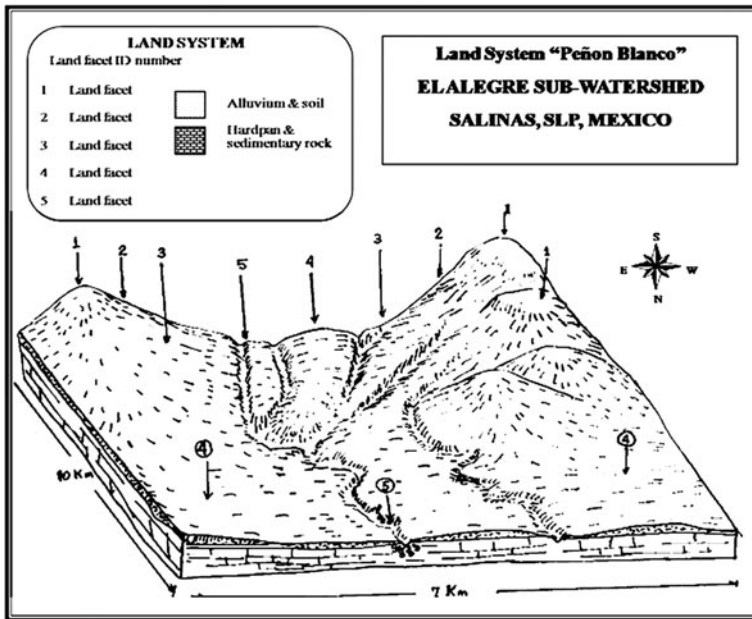 LAND SYSTEM
Land facet ID number
1 Land facet
2 Land facet
3 Land facet
4 Land facet
5 Land facet
Alluvium & soil
Hardpan &
sedimentary rock
Land System “Peñon Blanco”
EL ALEGRE SUB-WATERSHED
SALINAS, SLP, MEXICO
1
2
3
5
4
3
2
1
1
S
E W
N
4
4
5
10 Km
7 Km